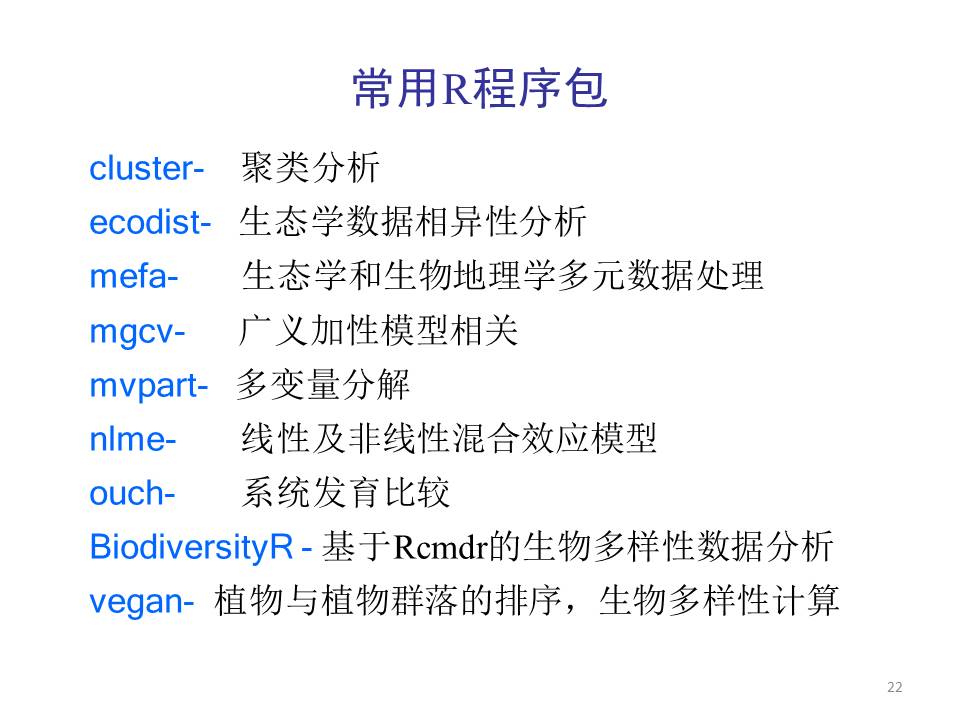 常用R程序包
cluster- 聚类分析
ecodist- 生态学数据相异性分析
mefa- 生态学和生物地理学多元数据处理
mgcv- 广义加性模型相关
mvpart- 多变量分解
nlme- 线性及非线性混合效应模型
ouch- 系统发育比较
BiodiversityR - 基于Rcmdr的生物多样性数据分析
vegan- 植物与植物群落的排序，生物多样性计算
22